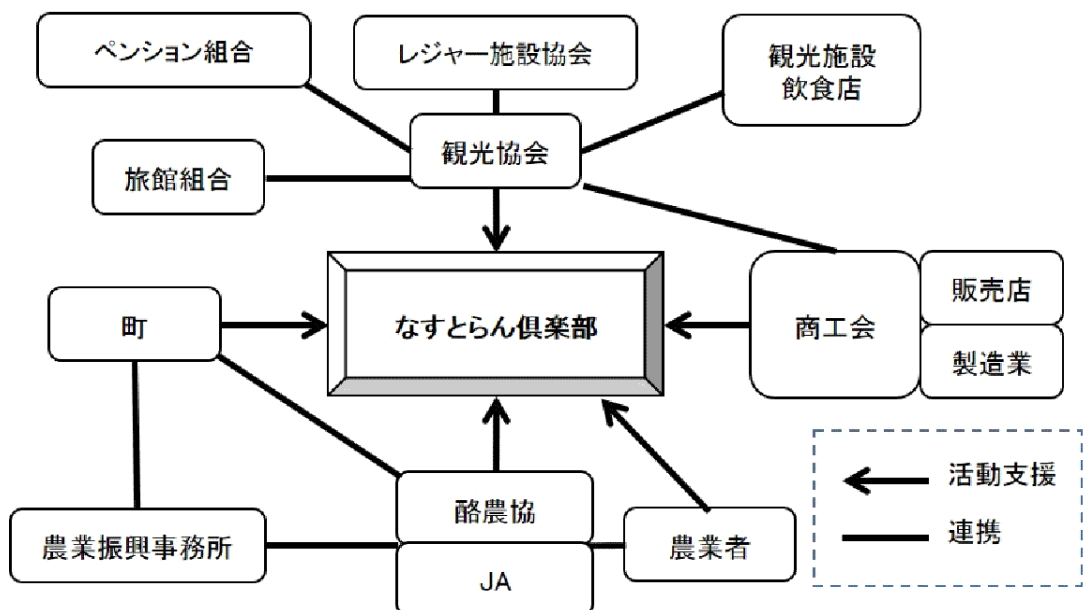 ペンション組合
レジャー施設協会
観光施設
飲食店
観光協会
旅館組合
なすとらん倶楽部
町
商工会
販売店
製造業
活動支援
連携
酪農協
JA
農業振興事務所
農業者